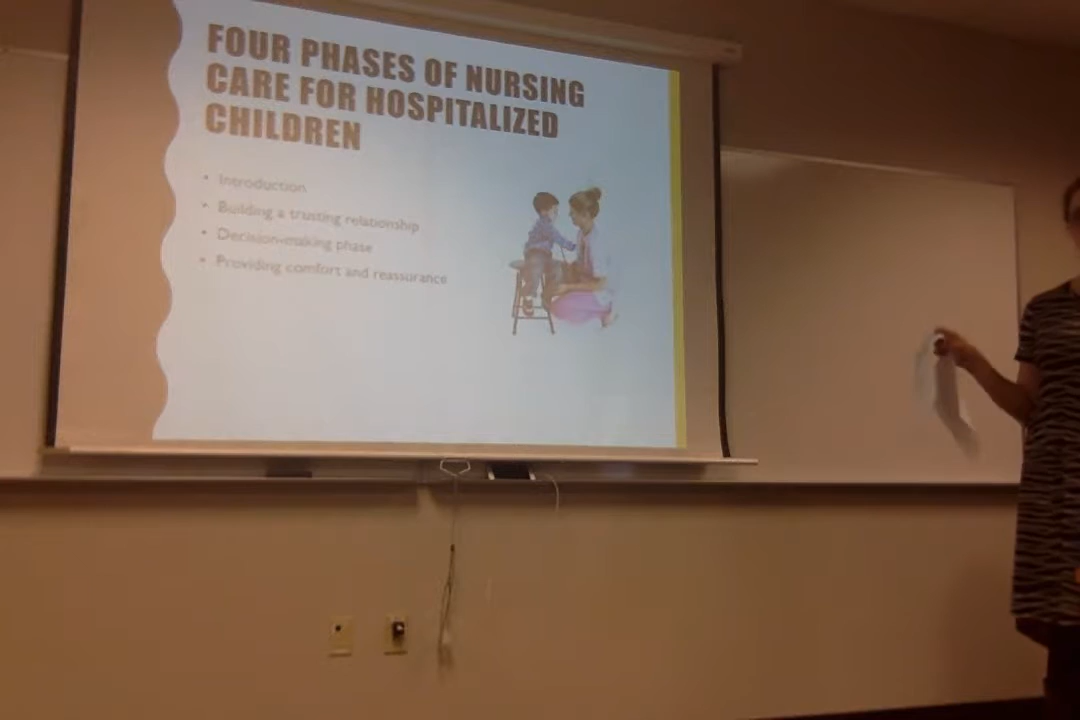 FOUR PHASES OF NURSING
CARE FOR HOSPITALIZED
CHILDREN
• Introduction
• Building a trusting relationship
• Decision-making phase
• Providing comfort and reassurance